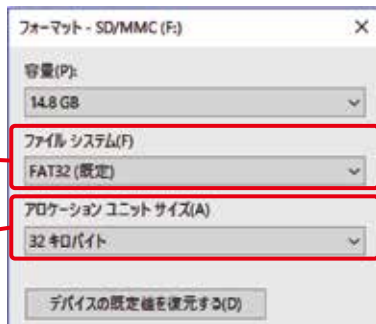 フォーマット - SD/MMC (F:)
容量(P):
14.8 GB
ファイル システム(F)
FAT32 (既定)
アロケーション ユニット サイズ(A)
32 キロバイト
デバイスの既定値を復元する(D)